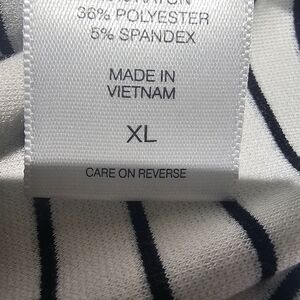 36% POLYESTER
5% SPANDEX
MADE IN
VIETNAM
XL
CARE ON REVERSE